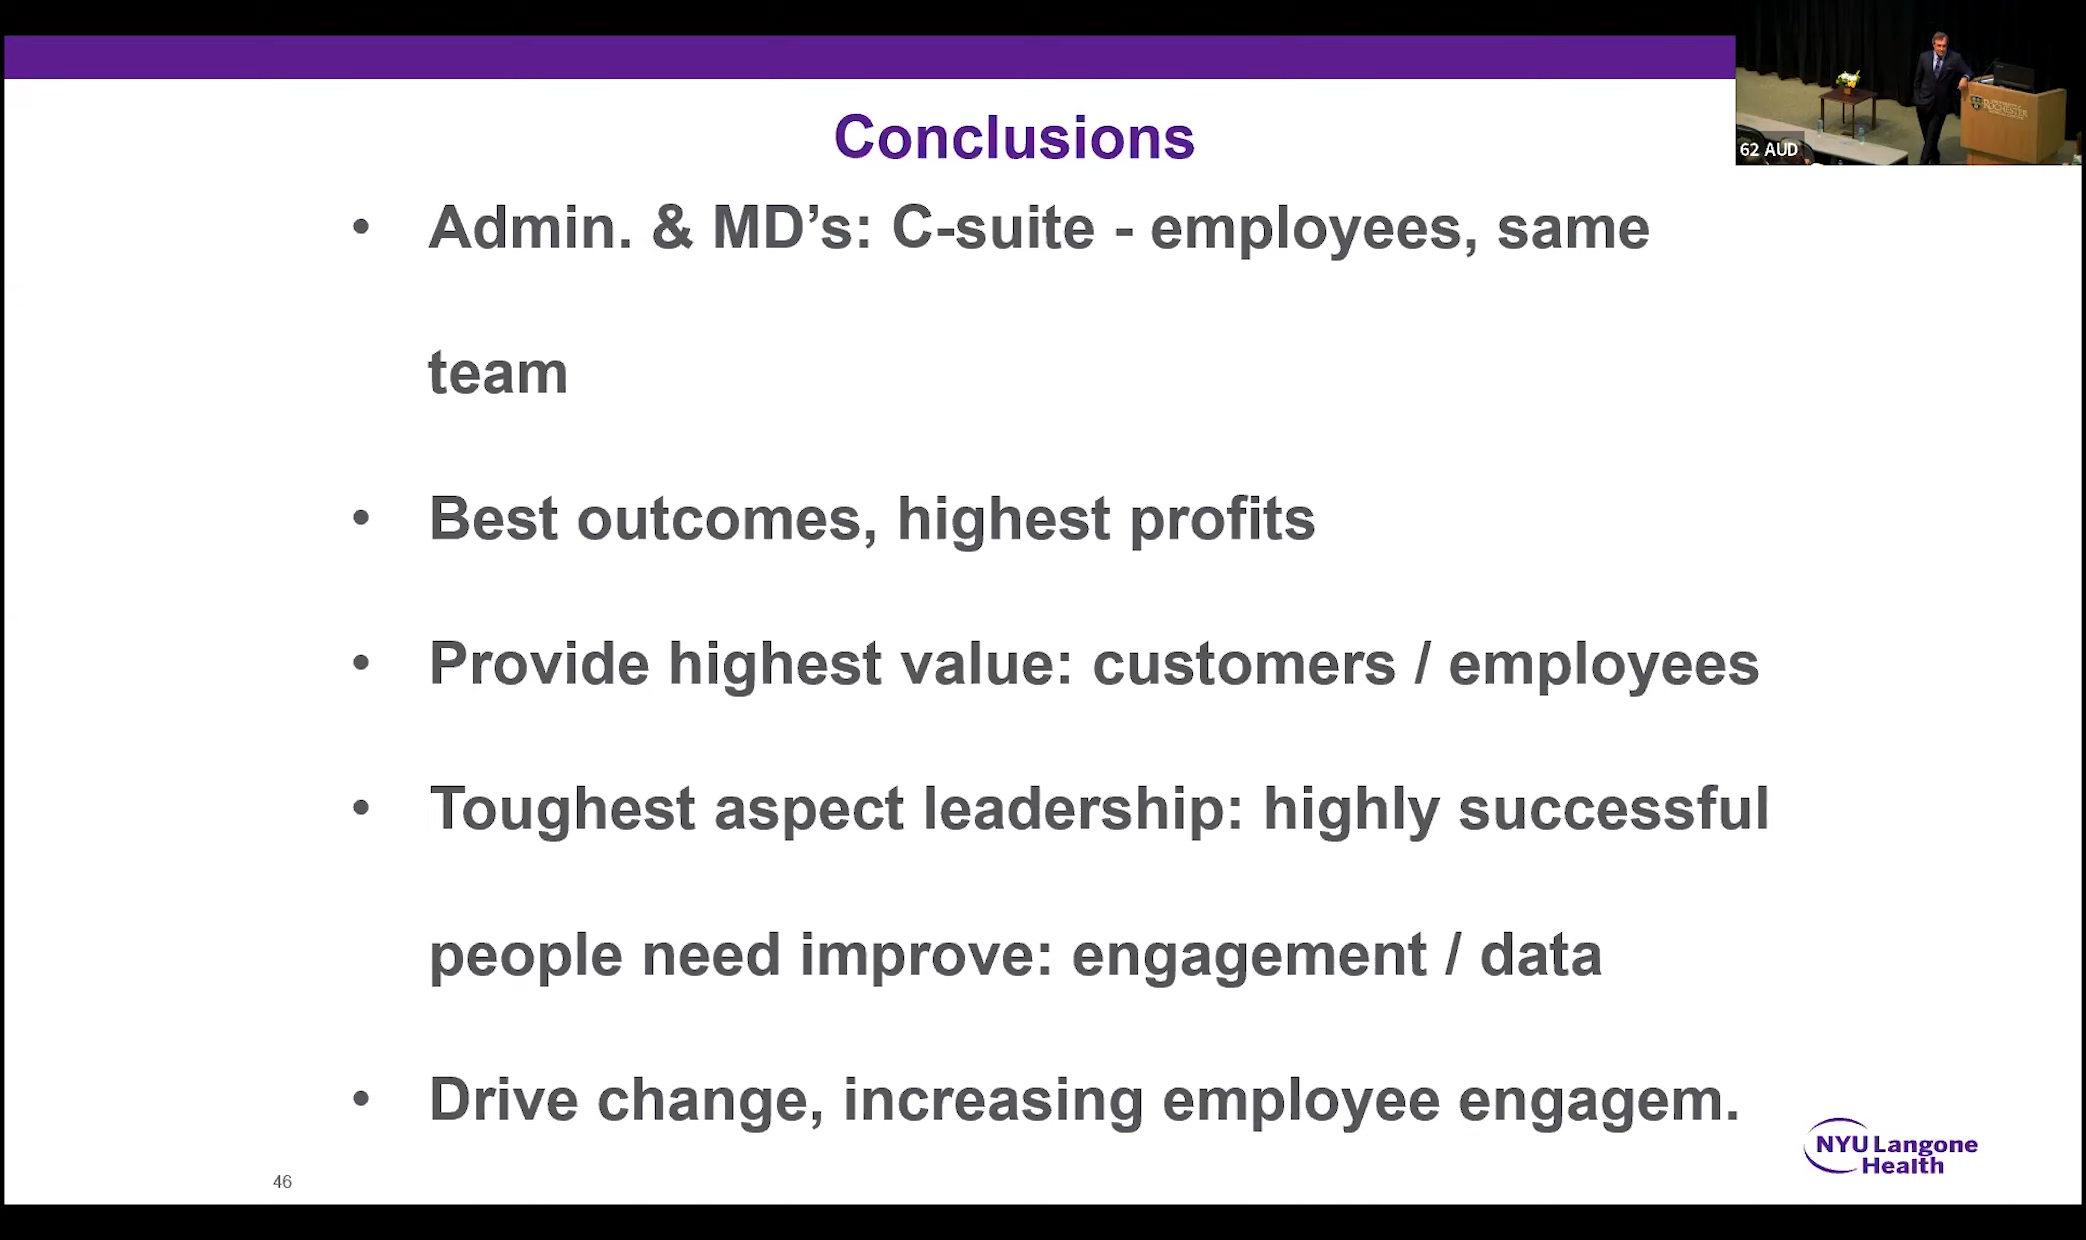 Conclusions
62 AUD
• Admin. & MD’s: C-suite - employees, same
team
• Best outcomes, highest profits
• Provide highest value: customers / employees
• Toughest aspect leadership: highly successful
people need improve: engagement / data
• Drive change, increasing employee engagem.
46
NYU Langone
Health
ROCHESTER